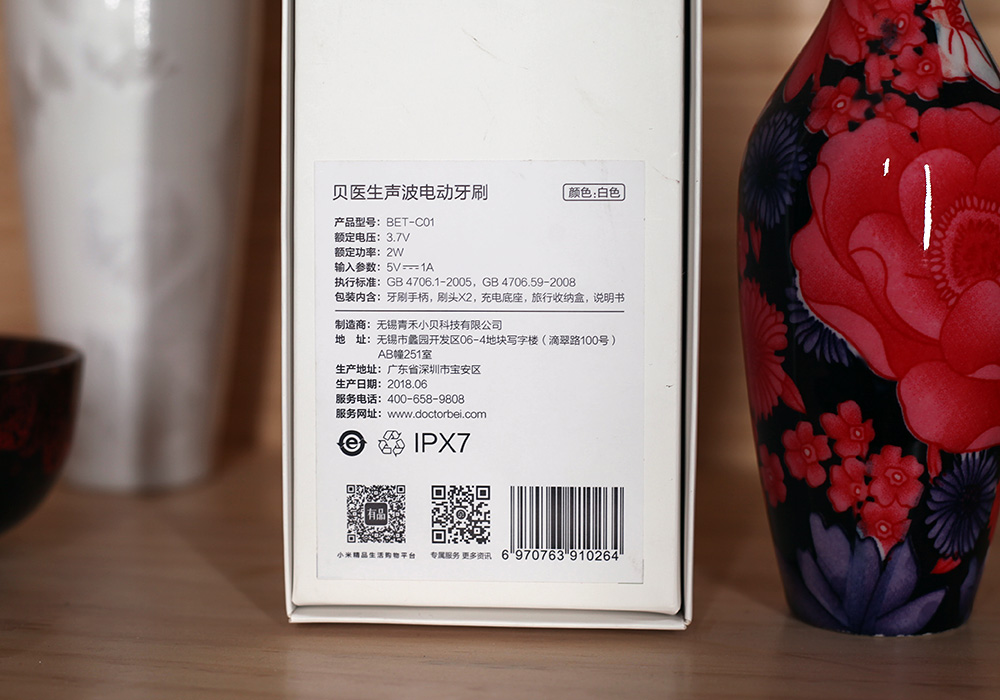 贝医生声波电动牙刷
颜色:白色
产品型号: BET-C01
额定电压: 3.7V
额定功率: 2W
输入参数: 5V⎓1A
执行标准: GB 4706.1-2005, GB 4706.59-2008
包装内含: 牙刷手柄, 刷头X2, 充电底座, 旅行收纳盒, 说明书
制造商: 无锡青禾小贝科技有限公司
地 址: 无锡市蠡园开发区06-4地块写字楼（滴翠路100号）
AB幢251室
生产地址: 广东省深圳市宝安区
生产日期: 2018.06
服务电话: 400-658-9808
服务网址: www.doctorbei.com
e IPX7
有品
小米精品生活购物平台
专属服务 更多资讯
6 970763 910264